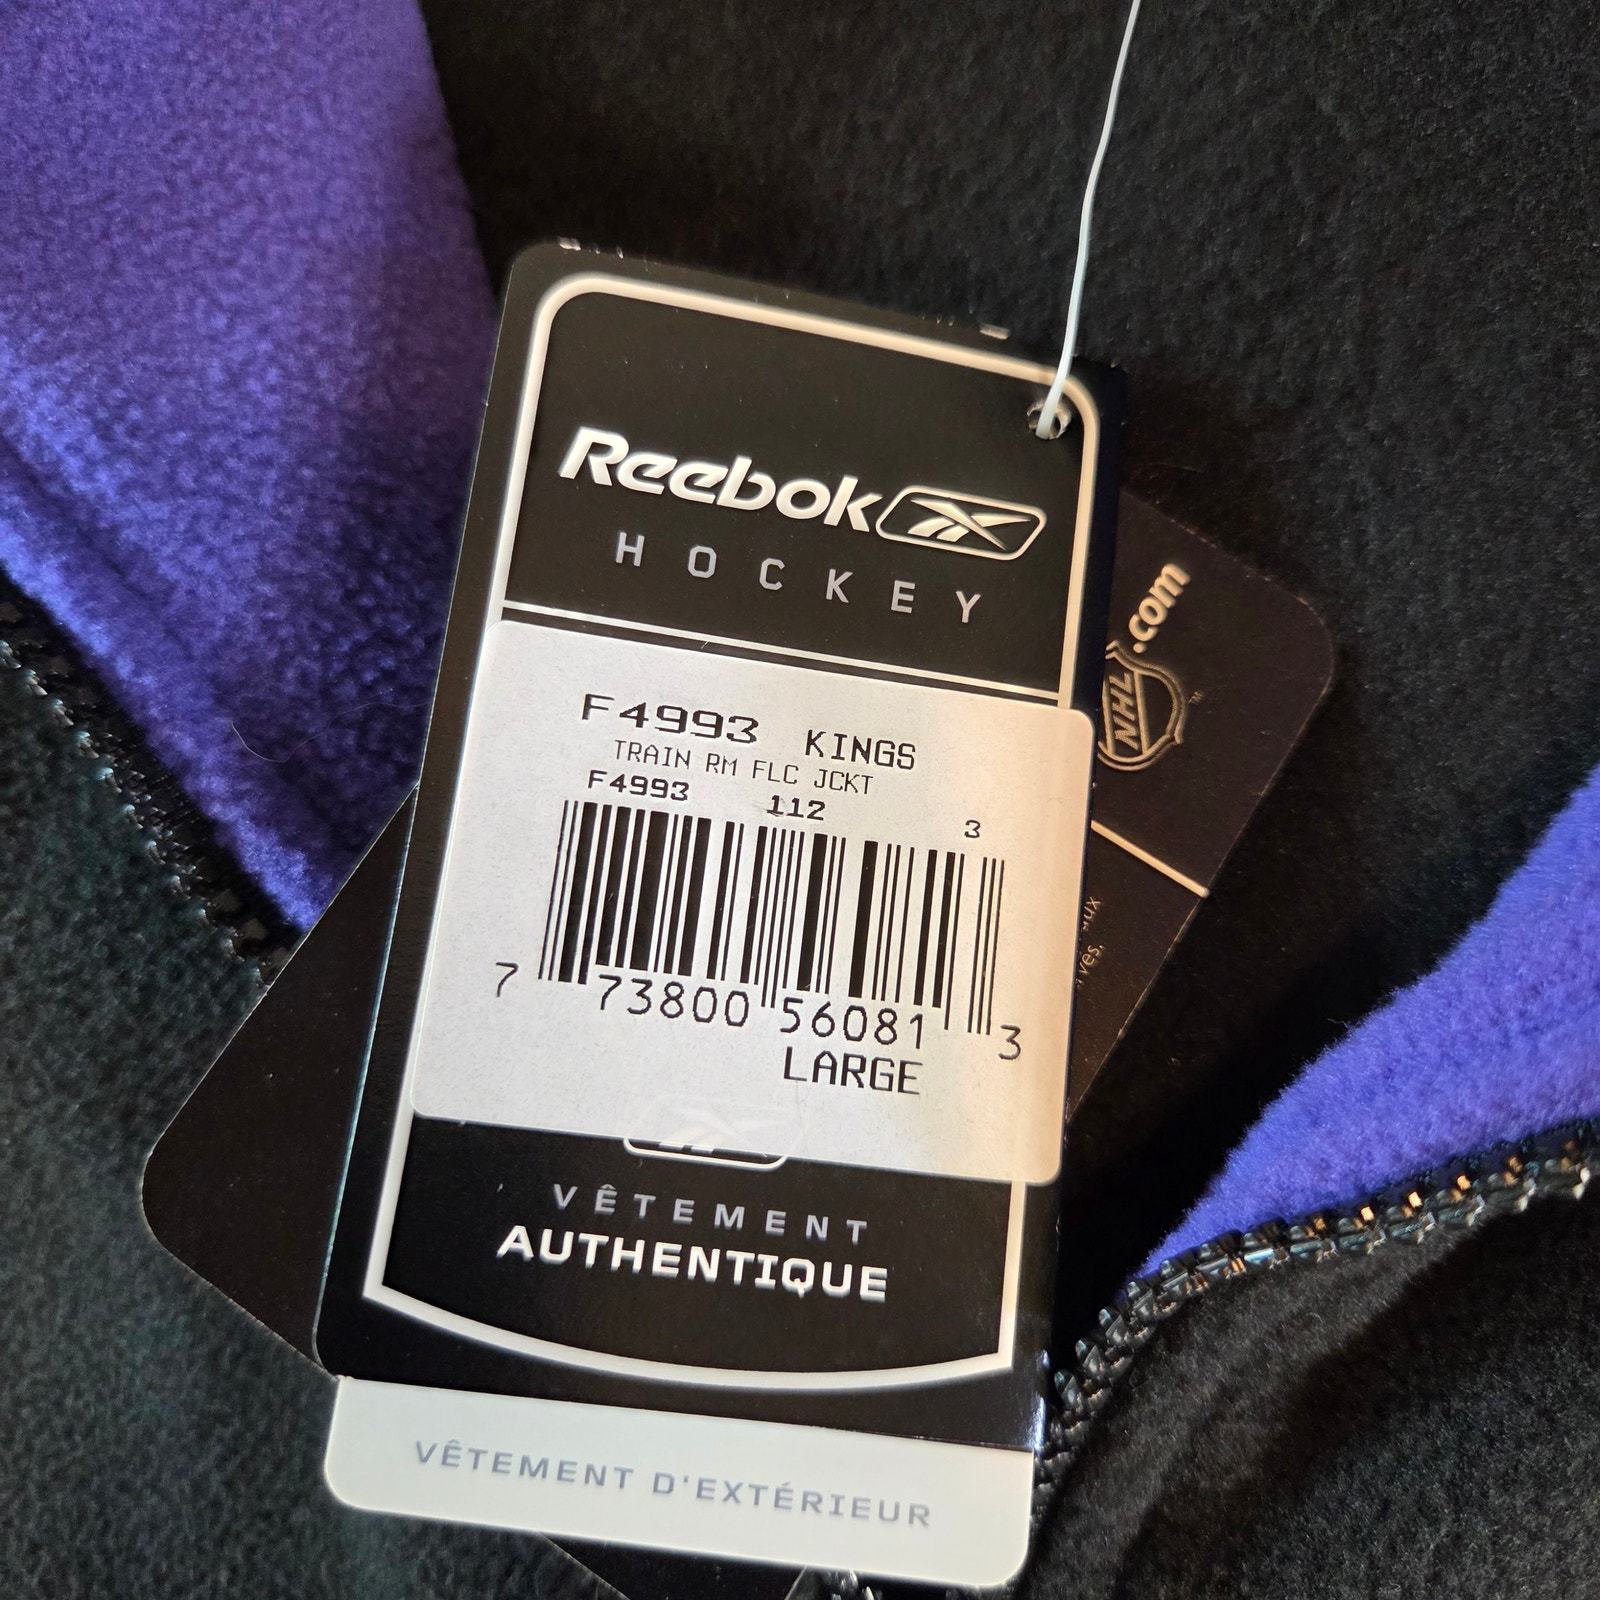 Reebok
HOCKEY
F4993 KINGS
TRAIN RM FLC JCKT
F4993 112 3
7 73800 56081 3
LARGE
VÊTEMENT
AUTHENTIQUE
VÊTEMENT D'EXTÉRIEUR
NHL.com
TM